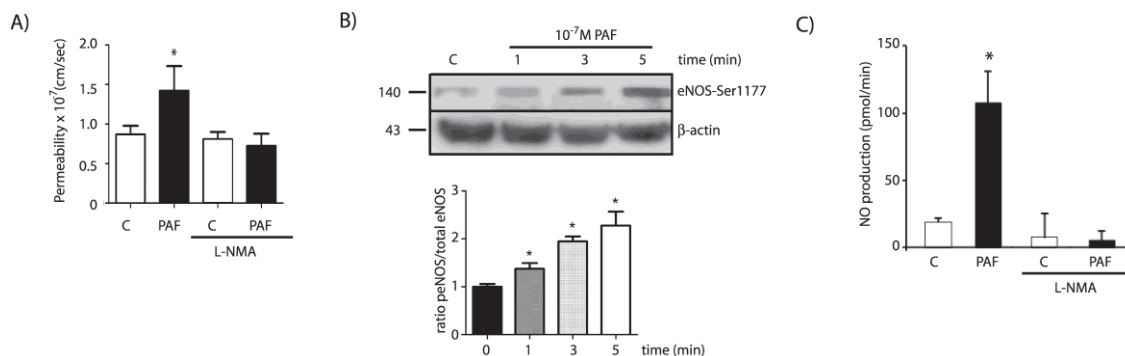 A)
Permeability x 10⁻⁷(cm/sec)
2.0
1.5
1.0
0.5
0
*
C PAF C PAF
L-NMA
B)
10⁻⁷M PAF
C 1 3 5 time (min)
140 eNOS-Ser1177
43 β-actin
ratio peNOS/total eNOS
3
2
1
0
* * *
0 1 3 5 time (min)
C)
NO production (pmol/min)
150
100
50
0
*
C PAF C PAF
L-NMA